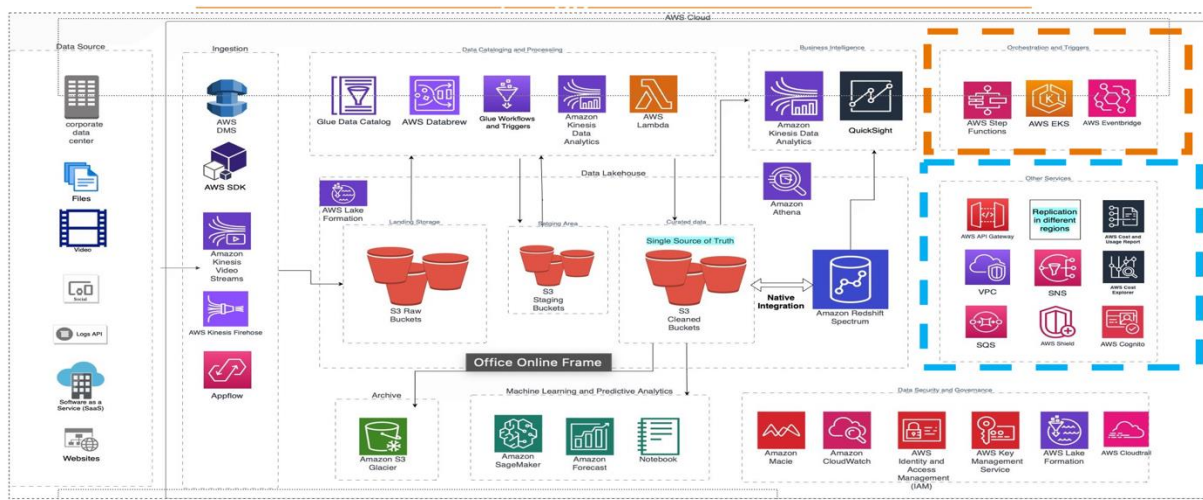 AWS Cloud
Data Source
corporate
data
center
Files
Video
Social
Logs API
Software as a
Service (SaaS)
Websites
Ingestion
AWS
DMS
AWS SDK
Amazon
Kinesis
Video
Streams
AWS Kinesis Firehose
Appflow
Data Cataloging and Processing
Glue Data Catalog
AWS Databrew
Glue Workflows
and Triggers
Amazon
Kinesis
Data
Analytics
AWS
Lambda
Business Intelligence
Amazon
Kinesis Data
Analytics
QuickSight
Orchestration and Triggers
AWS Step
Functions
AWS EKS
AWS Eventbridge
Data Lakehouse
AWS Lake
Formation
Amazon
Athena
Landing Storage
S3 Raw
Buckets
Staging Area
S3
Staging
Buckets
Curated data
Single Source of Truth
S3
Cleaned
Buckets
Native
Integration
Amazon Redshift
Spectrum
Other Services
AWS API Gateway
Replication
in different
regions
AWS Cost and
Usage Report
VPC
SNS
AWS Cost
Explorer
SQS
AWS Shield
AWS Cognito
Office Online Frame
Archive
Amazon S3
Glacier
Machine Learning and Predictive Analytics
Amazon
SageMaker
Amazon
Forecast
Notebook
Data Security and Governance
Amazon
Macie
Amazon
CloudWatch
AWS
Identity and
Access
Management
(IAM)
AWS Key
Management
Service
AWS Lake
Formation
AWS Cloudtrail